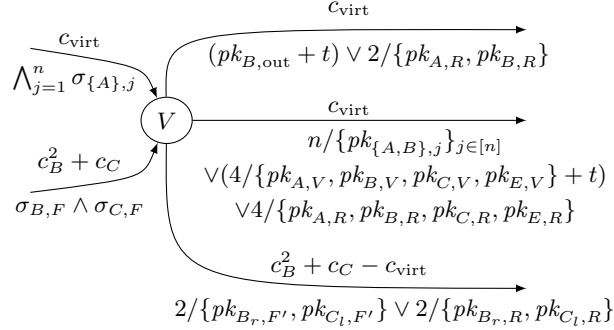 c_virt
⋀_{j=1}^{n} σ_{{A},j}
c_B^2 + c_C
σ_{B,F} ∧ σ_{C,F}
V
c_virt
(pk_{B,out} + t) ∨ 2/{pk_{A,R}, pk_{B,R}}
c_virt
n/{pk_{{A,B},j}}_{j∈[n]}
∨(4/{pk_{A,V}, pk_{B,V}, pk_{C,V}, pk_{E,V}} + t)
∨4/{pk_{A,R}, pk_{B,R}, pk_{C,R}, pk_{E,R}}
c_B^2 + c_C − c_virt
2/{pk_{B_r,F′}, pk_{C_l,F′}} ∨ 2/{pk_{B_r,R}, pk_{C_l,R}}